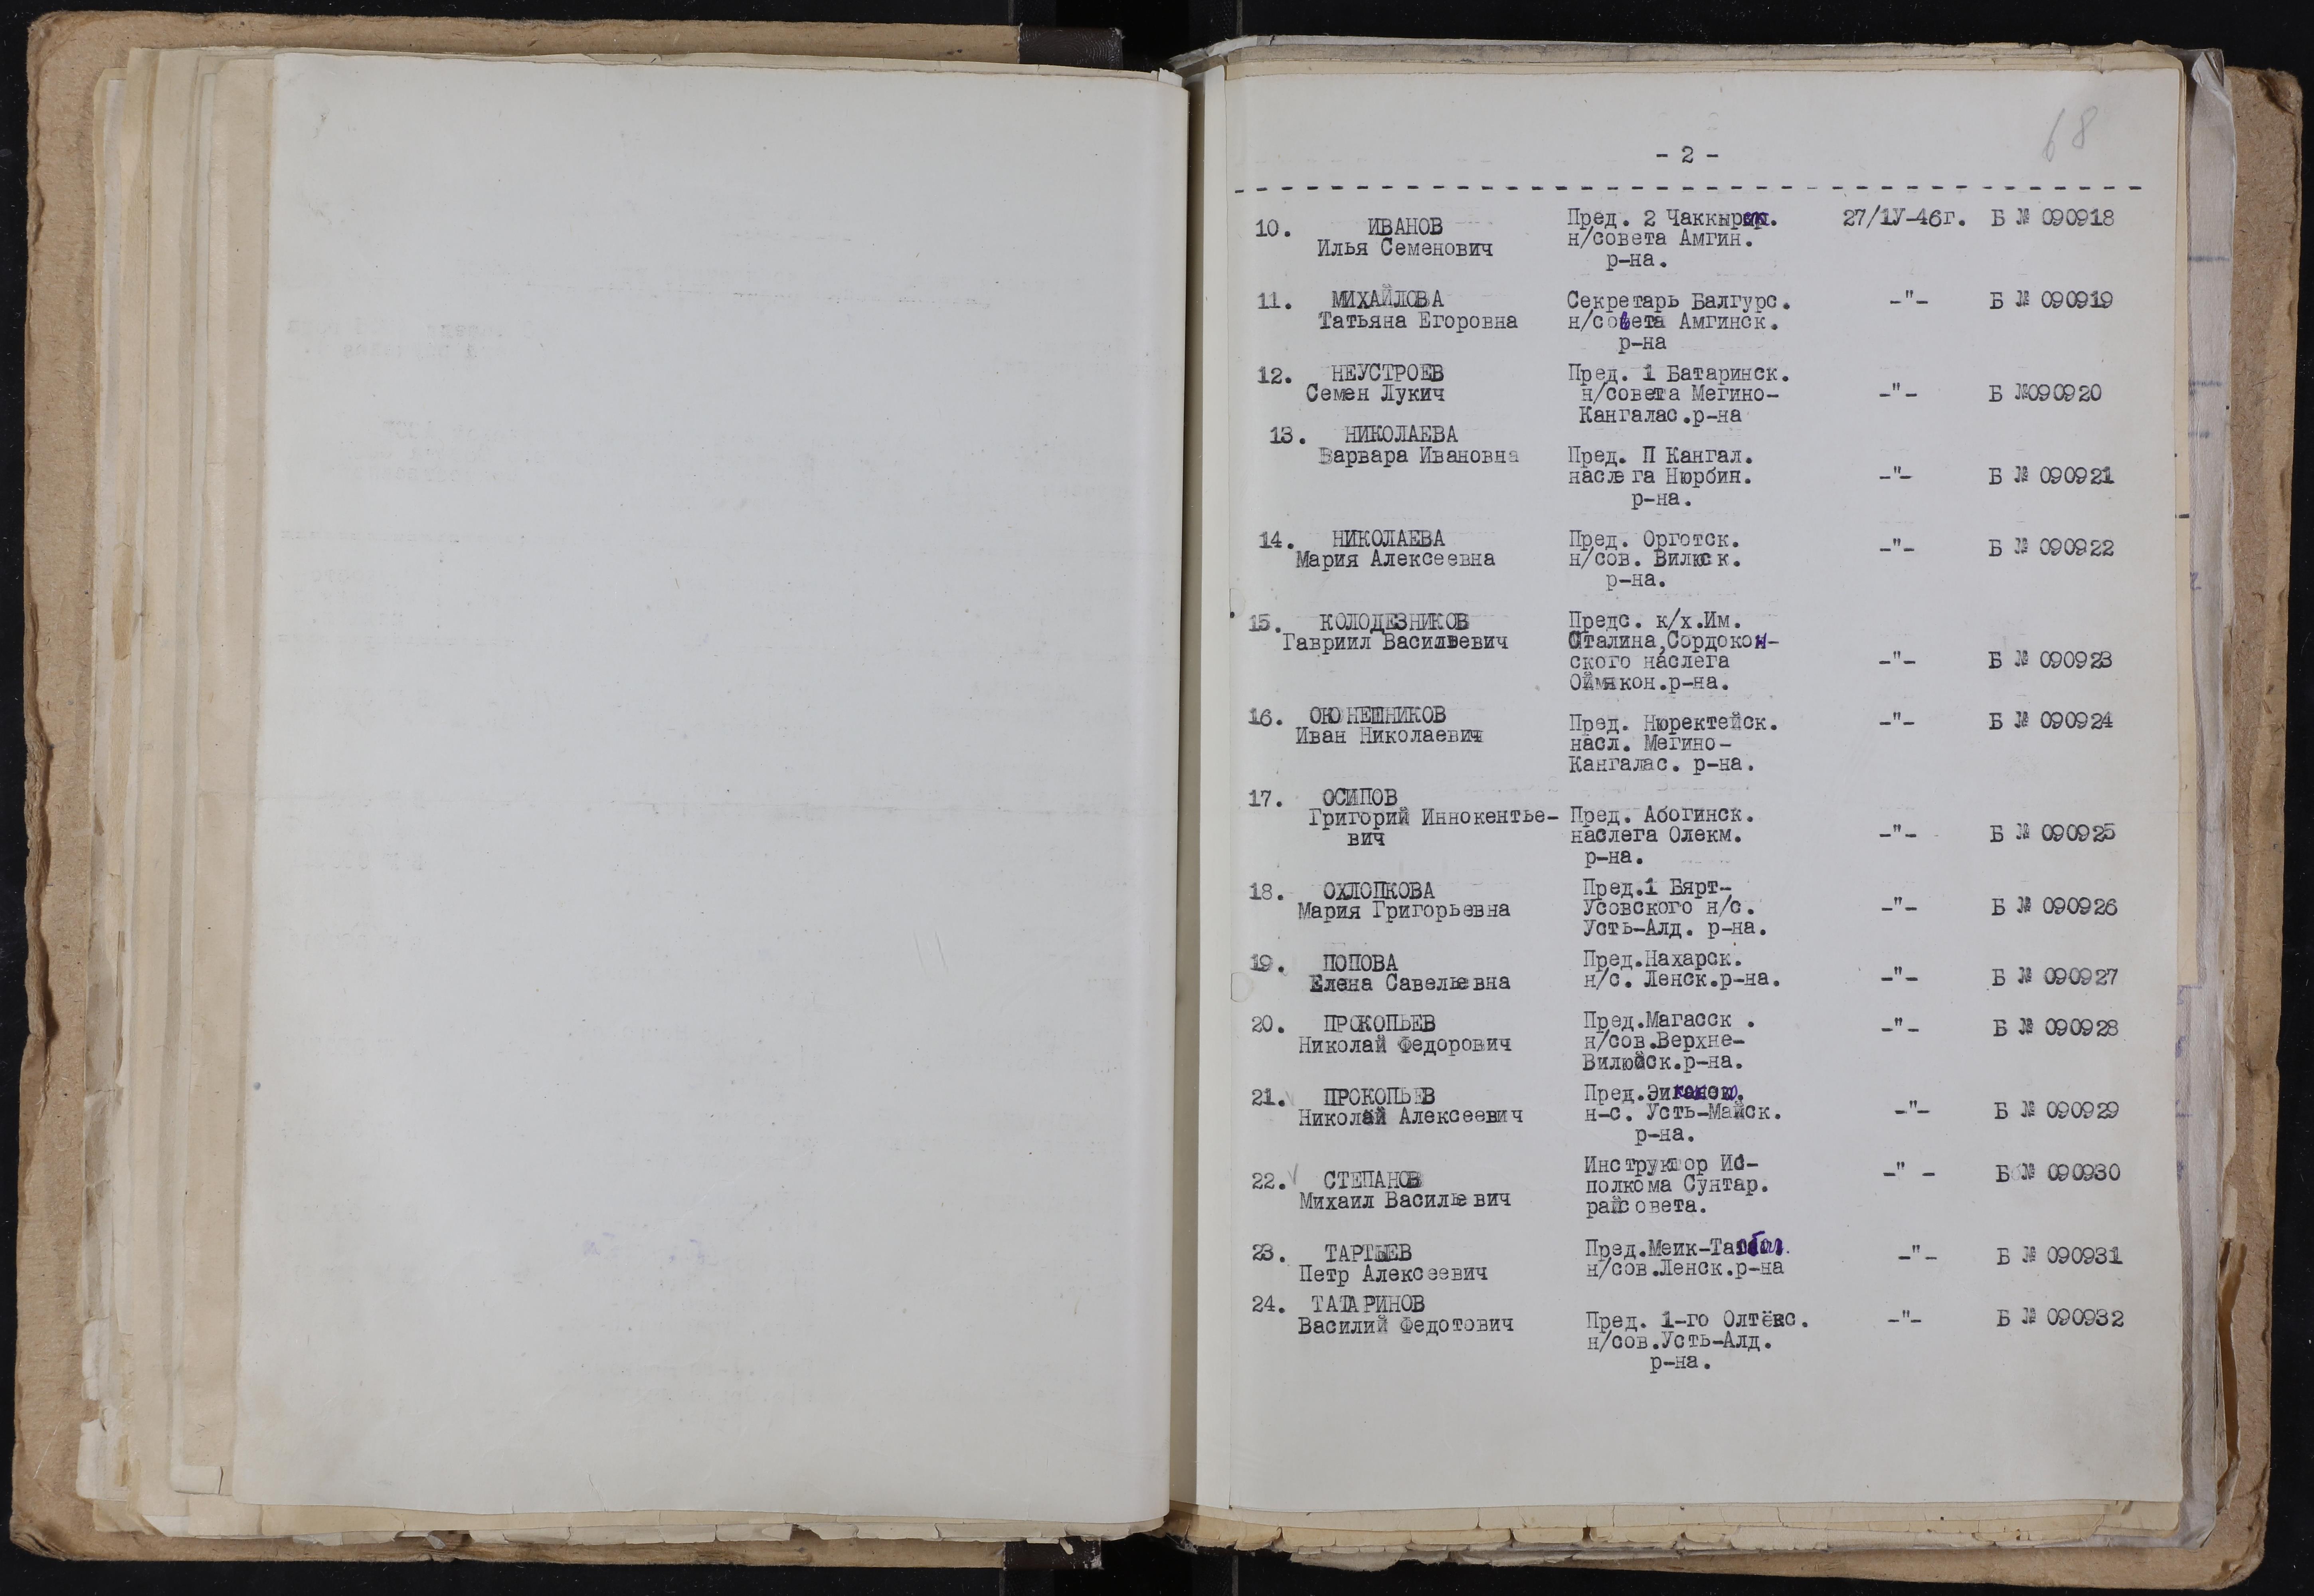 68
- 2 -
10. ИВАНОВ Пред. 2 Чаккыр. 27/1У-46г. Б № 090918
Илья Семенович н/совета Амгин.
р-на.
11. МИХАЙЛОВА Секретарь Балгурс. -"- Б № 090919
Татьяна Егоровна н/совета Амгинск.
р-на
12. НЕУСТРОЕВ Пред. 1 Батаринск.
Семен Лукич н/совета Мегино- -"- Б №090920
Кангалас.р-на
13. НИКОЛАЕВА
Варвара Ивановна Пред. П Кангал.
наслега Нюрбин. -"- Б № 090921
р-на.
14. НИКОЛАЕВА Пред. Орготск. -"- Б № 090922
Мария Алексеевна н/сов. Вилюск.
р-на.
15. КОЛОДЕЗНИКОВ Предс. к/х.Им.
Гавриил Васильевич Сталина,Сордокон-
ского наслега -"- Б № 090923
Оймякон.р-на.
16. ОЮНЕШНИКОВ Пред. Нюректейск. -"- Б № 090924
Иван Николаевич насл. Мегино-
Кангалас. р-на.
17. ОСИПОВ
Григорий Иннокентье- Пред. Абогинск.
вич наслега Олекм. -"- Б № 090925
р-на.
18. ОХЛОПКОВА Пред.1 Бярт-
Мария Григорьевна Усовского н/с. -"- Б № 090926
Усть-Алд. р-на.
19. ПОПОВА Пред.Нахарск.
Елена Савельевна н/с. Ленск.р-на. -"- Б № 090927
20. ПРОКОПЬЕВ Пред.Магасск . -"- Б № 090928
Николай Федорович н/сов.Верхне-
Вилюйск.р-на.
21. ПРОКОПЬЕВ Пред.
Николай Алексеевич н-с. Усть-Майск. -"- Б № 090929
р-на.
22. СТЕПАНОВ Инструктор Ис- -" - Б № 090930
Михаил Васильевич полкома Сунтар.
райсовета.
23. ТАРТЬЕВ Пред. -"- Б № 090931
Петр Алексеевич н/сов.Ленск.р-на
24. ТАТАРИНОВ
Василий Федотович Пред. 1-го Олтёкс. -"- Б № 090932
н/сов.Усть-Алд.
р-на.